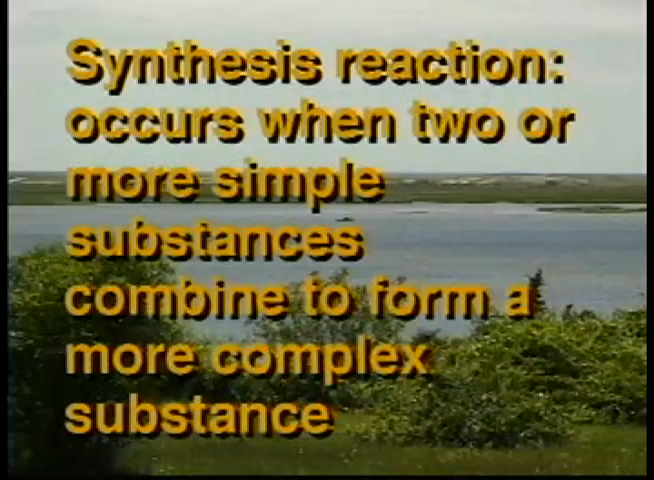 Synthesis reaction:
occurs when two or
more simple
substances
combine to form a
more complex
substance